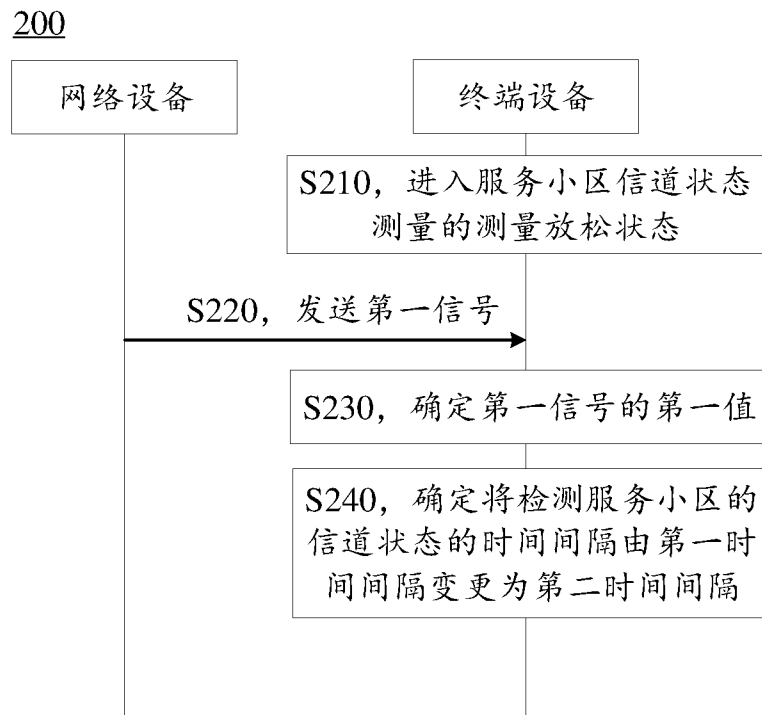 200
网络设备
终端设备
S210，进入服务小区信道状态
测量的测量放松状态
S220，发送第一信号
S230，确定第一信号的第一值
S240，确定将检测服务小区的
信道状态的时间间隔由第一时
间间隔变更为第二时间间隔